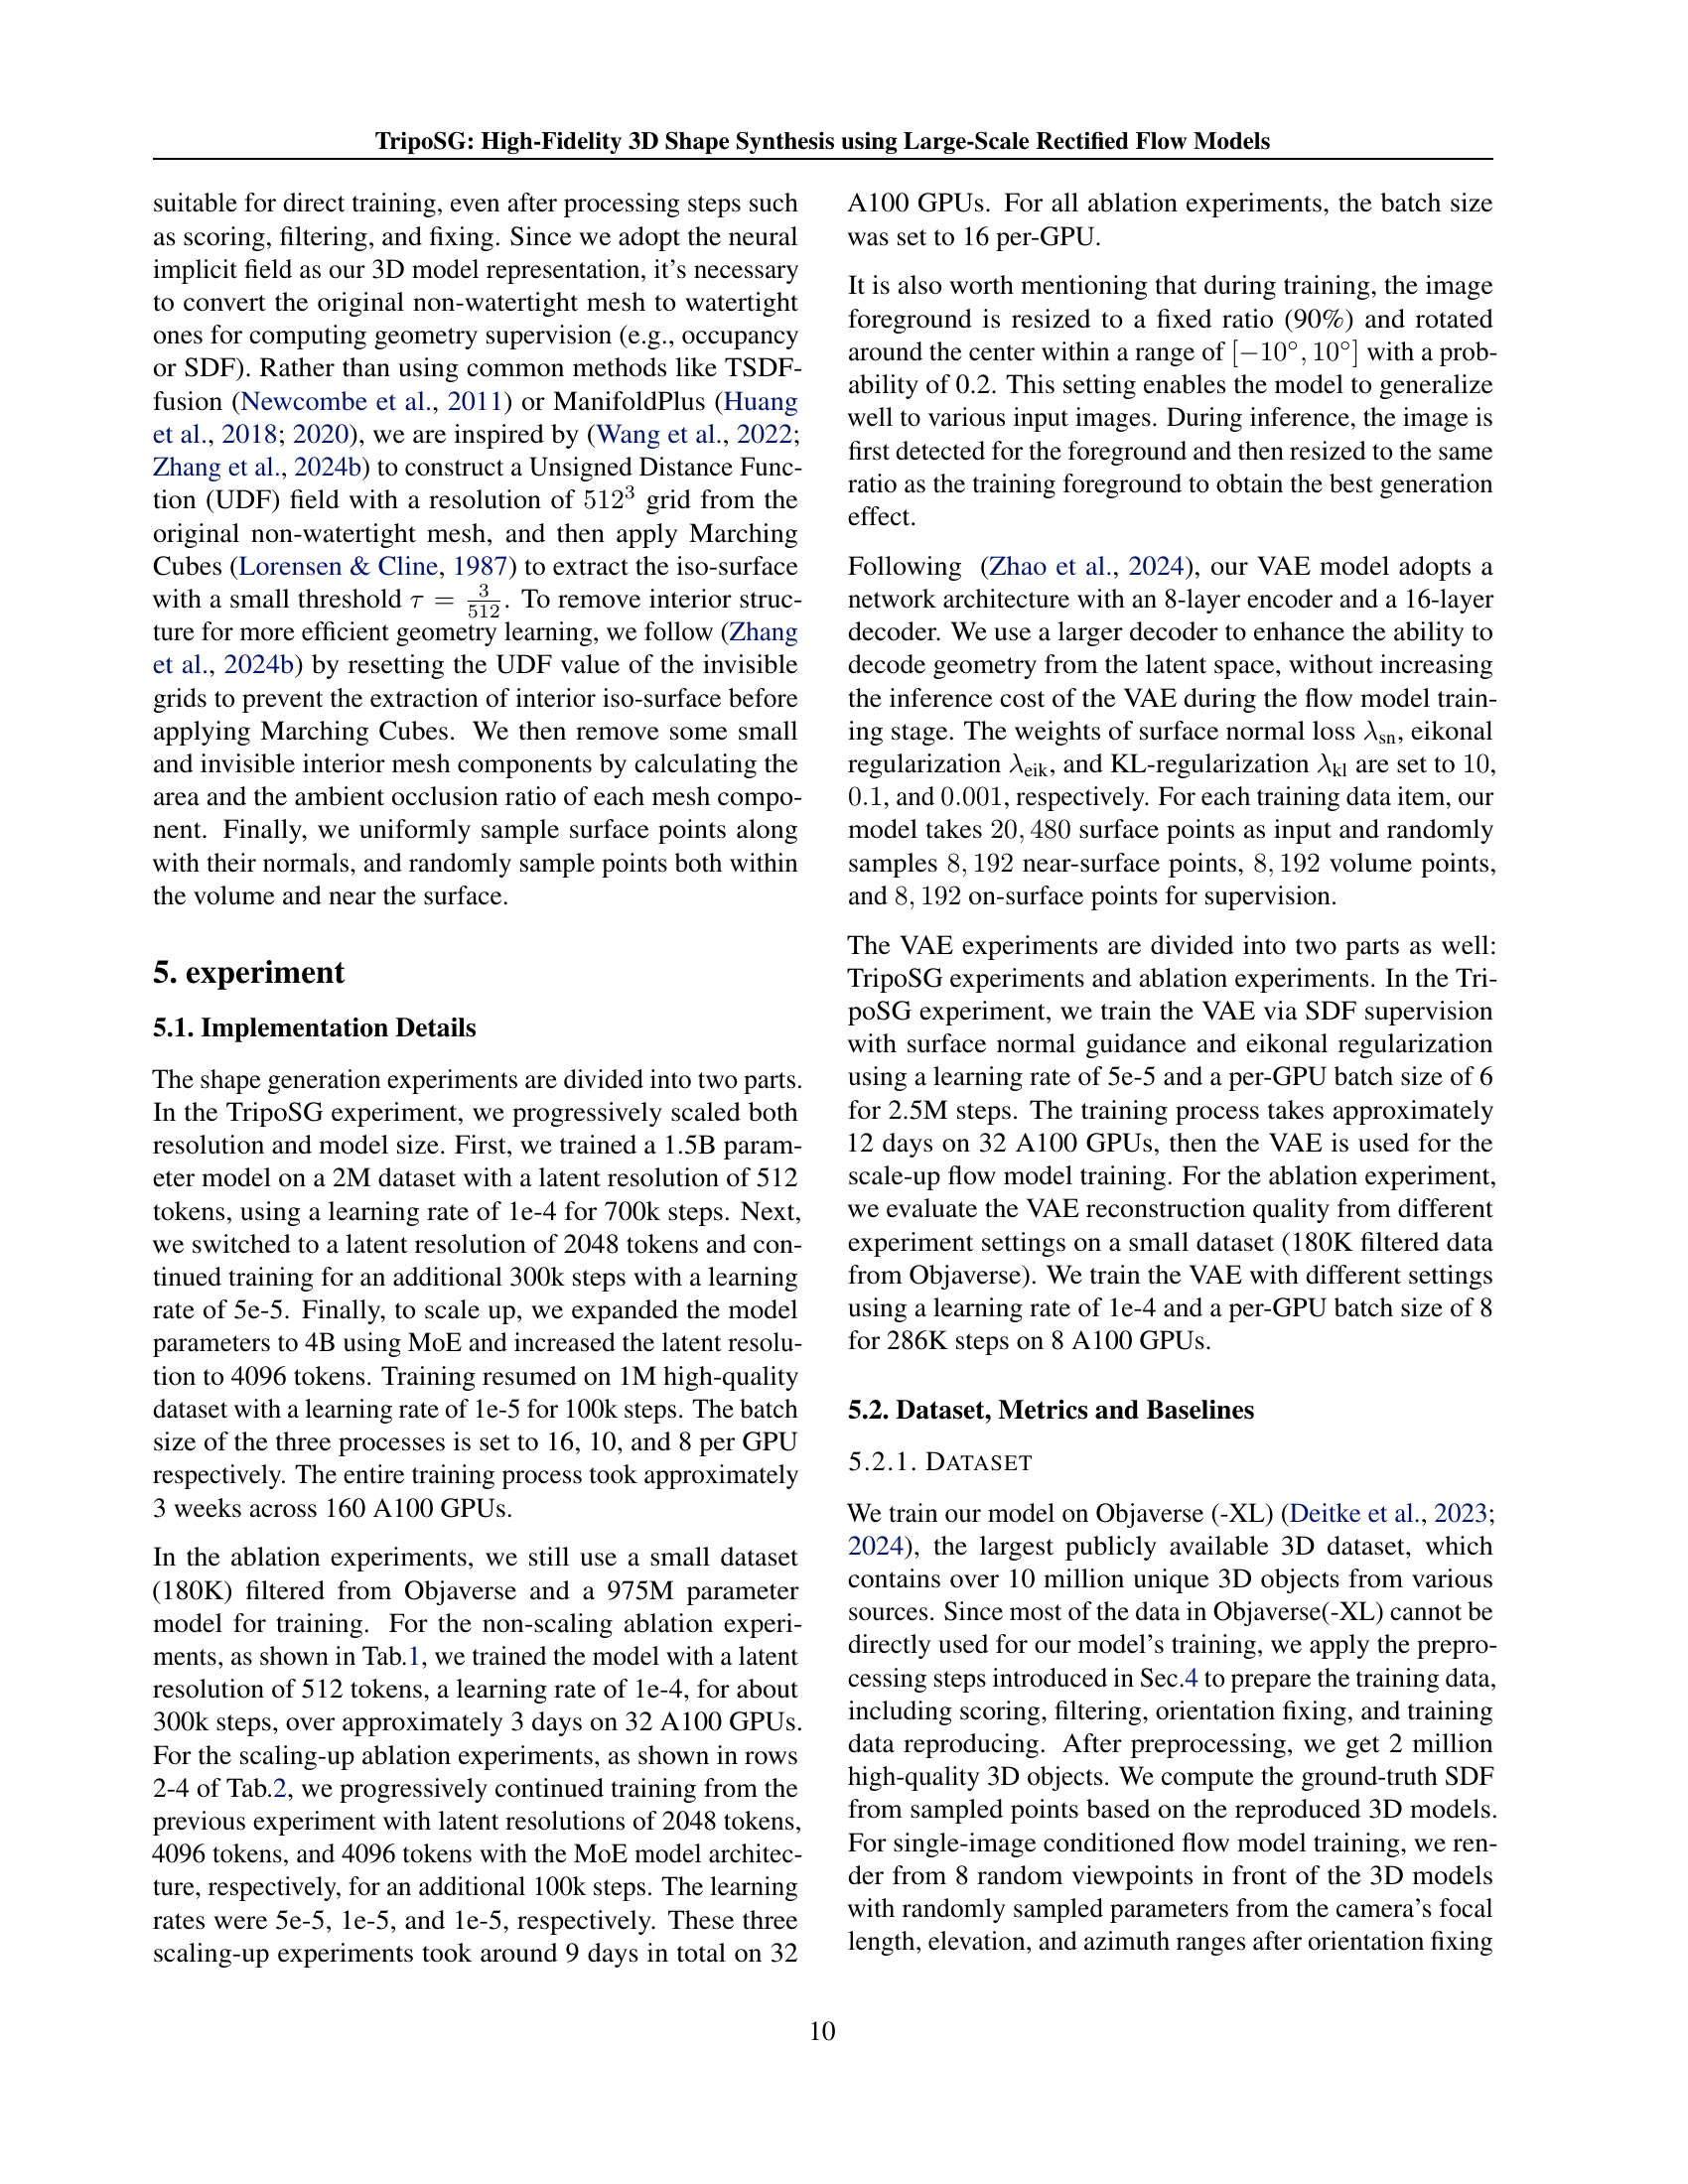 TripoSG: High-Fidelity 3D Shape Synthesis using Large-Scale Rectified Flow Models
suitable for direct training, even after processing steps such
as scoring, filtering, and fixing. Since we adopt the neural
implicit field as our 3D model representation, it's necessary
to convert the original non-watertight mesh to watertight
ones for computing geometry supervision (e.g., occupancy
or SDF). Rather than using common methods like TSDF-
fusion (Newcombe et al., 2011) or ManifoldPlus (Huang
et al., 2018; 2020), we are inspired by (Wang et al., 2022;
Zhang et al., 2024b) to construct a Unsigned Distance Func-
tion (UDF) field with a resolution of 512³ grid from the
original non-watertight mesh, and then apply Marching
Cubes (Lorensen & Cline, 1987) to extract the iso-surface
with a small threshold τ = 3/512. To remove interior struc-
ture for more efficient geometry learning, we follow (Zhang
et al., 2024b) by resetting the UDF value of the invisible
grids to prevent the extraction of interior iso-surface before
applying Marching Cubes. We then remove some small
and invisible interior mesh components by calculating the
area and the ambient occlusion ratio of each mesh compo-
nent. Finally, we uniformly sample surface points along
with their normals, and randomly sample points both within
the volume and near the surface.
5. experiment
5.1. Implementation Details
The shape generation experiments are divided into two parts.
In the TripoSG experiment, we progressively scaled both
resolution and model size. First, we trained a 1.5B param-
eter model on a 2M dataset with a latent resolution of 512
tokens, using a learning rate of 1e-4 for 700k steps. Next,
we switched to a latent resolution of 2048 tokens and con-
tinued training for an additional 300k steps with a learning
rate of 5e-5. Finally, to scale up, we expanded the model
parameters to 4B using MoE and increased the latent resolu-
tion to 4096 tokens. Training resumed on 1M high-quality
dataset with a learning rate of 1e-5 for 100k steps. The batch
size of the three processes is set to 16, 10, and 8 per GPU
respectively. The entire training process took approximately
3 weeks across 160 A100 GPUs.
In the ablation experiments, we still use a small dataset
(180K) filtered from Objaverse and a 975M parameter
model for training. For the non-scaling ablation experi-
ments, as shown in Tab.1, we trained the model with a latent
resolution of 512 tokens, a learning rate of 1e-4, for about
300k steps, over approximately 3 days on 32 A100 GPUs.
For the scaling-up ablation experiments, as shown in rows
2-4 of Tab.2, we progressively continued training from the
previous experiment with latent resolutions of 2048 tokens,
4096 tokens, and 4096 tokens with the MoE model architec-
ture, respectively, for an additional 100k steps. The learning
rates were 5e-5, 1e-5, and 1e-5, respectively. These three
scaling-up experiments took around 9 days in total on 32
A100 GPUs. For all ablation experiments, the batch size
was set to 16 per-GPU.
It is also worth mentioning that during training, the image
foreground is resized to a fixed ratio (90%) and rotated
around the center within a range of [−10°, 10°] with a prob-
ability of 0.2. This setting enables the model to generalize
well to various input images. During inference, the image is
first detected for the foreground and then resized to the same
ratio as the training foreground to obtain the best generation
effect.
Following (Zhao et al., 2024), our VAE model adopts a
network architecture with an 8-layer encoder and a 16-layer
decoder. We use a larger decoder to enhance the ability to
decode geometry from the latent space, without increasing
the inference cost of the VAE during the flow model train-
ing stage. The weights of surface normal loss λsn, eikonal
regularization λeik, and KL-regularization λkl are set to 10,
0.1, and 0.001, respectively. For each training data item, our
model takes 20, 480 surface points as input and randomly
samples 8, 192 near-surface points, 8, 192 volume points,
and 8, 192 on-surface points for supervision.
The VAE experiments are divided into two parts as well:
TripoSG experiments and ablation experiments. In the Tri-
poSG experiment, we train the VAE via SDF supervision
with surface normal guidance and eikonal regularization
using a learning rate of 5e-5 and a per-GPU batch size of 6
for 2.5M steps. The training process takes approximately
12 days on 32 A100 GPUs, then the VAE is used for the
scale-up flow model training. For the ablation experiment,
we evaluate the VAE reconstruction quality from different
experiment settings on a small dataset (180K filtered data
from Objaverse). We train the VAE with different settings
using a learning rate of 1e-4 and a per-GPU batch size of 8
for 286K steps on 8 A100 GPUs.
5.2. Dataset, Metrics and Baselines
5.2.1. DATASET
We train our model on Objaverse (-XL) (Deitke et al., 2023;
2024), the largest publicly available 3D dataset, which
contains over 10 million unique 3D objects from various
sources. Since most of the data in Objaverse(-XL) cannot be
directly used for our model's training, we apply the prepro-
cessing steps introduced in Sec.4 to prepare the training data,
including scoring, filtering, orientation fixing, and training
data reproducing. After preprocessing, we get 2 million
high-quality 3D objects. We compute the ground-truth SDF
from sampled points based on the reproduced 3D models.
For single-image conditioned flow model training, we ren-
der from 8 random viewpoints in front of the 3D models
with randomly sampled parameters from the camera's focal
length, elevation, and azimuth ranges after orientation fixing
10